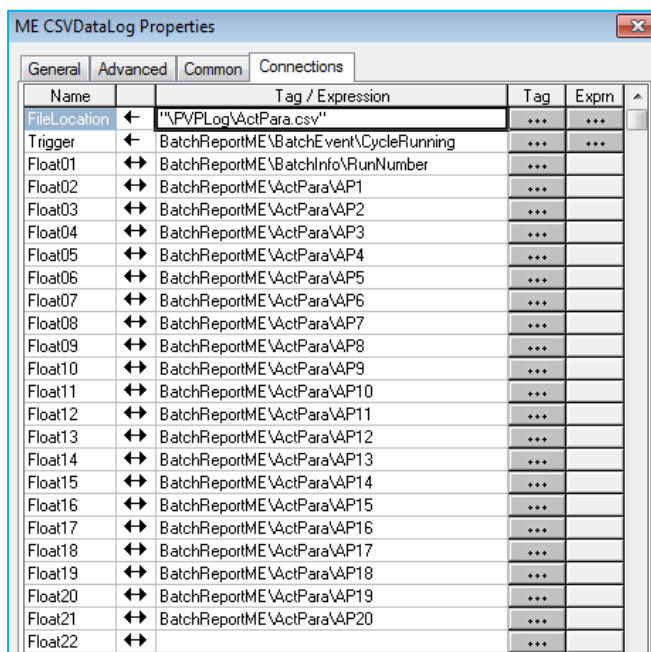 ME CSVDataLog Properties
General Advanced Common Connections
Name Tag / Expression Tag Exprn
FileLocation ← "\PVPLog\ActPara.csv" ... ...
Trigger ← BatchReportME\BatchEvent\CycleRunning ... ...
Float01 ↔ BatchReportME\BatchInfo\RunNumber ...
Float02 ↔ BatchReportME\ActPara\AP1 ...
Float03 ↔ BatchReportME\ActPara\AP2 ...
Float04 ↔ BatchReportME\ActPara\AP3 ...
Float05 ↔ BatchReportME\ActPara\AP4 ...
Float06 ↔ BatchReportME\ActPara\AP5 ...
Float07 ↔ BatchReportME\ActPara\AP6 ...
Float08 ↔ BatchReportME\ActPara\AP7 ...
Float09 ↔ BatchReportME\ActPara\AP8 ...
Float10 ↔ BatchReportME\ActPara\AP9 ...
Float11 ↔ BatchReportME\ActPara\AP10 ...
Float12 ↔ BatchReportME\ActPara\AP11 ...
Float13 ↔ BatchReportME\ActPara\AP12 ...
Float14 ↔ BatchReportME\ActPara\AP13 ...
Float15 ↔ BatchReportME\ActPara\AP14 ...
Float16 ↔ BatchReportME\ActPara\AP15 ...
Float17 ↔ BatchReportME\ActPara\AP16 ...
Float18 ↔ BatchReportME\ActPara\AP17 ...
Float19 ↔ BatchReportME\ActPara\AP18 ...
Float20 ↔ BatchReportME\ActPara\AP19 ...
Float21 ↔ BatchReportME\ActPara\AP20 ...
Float22 ↔ ...